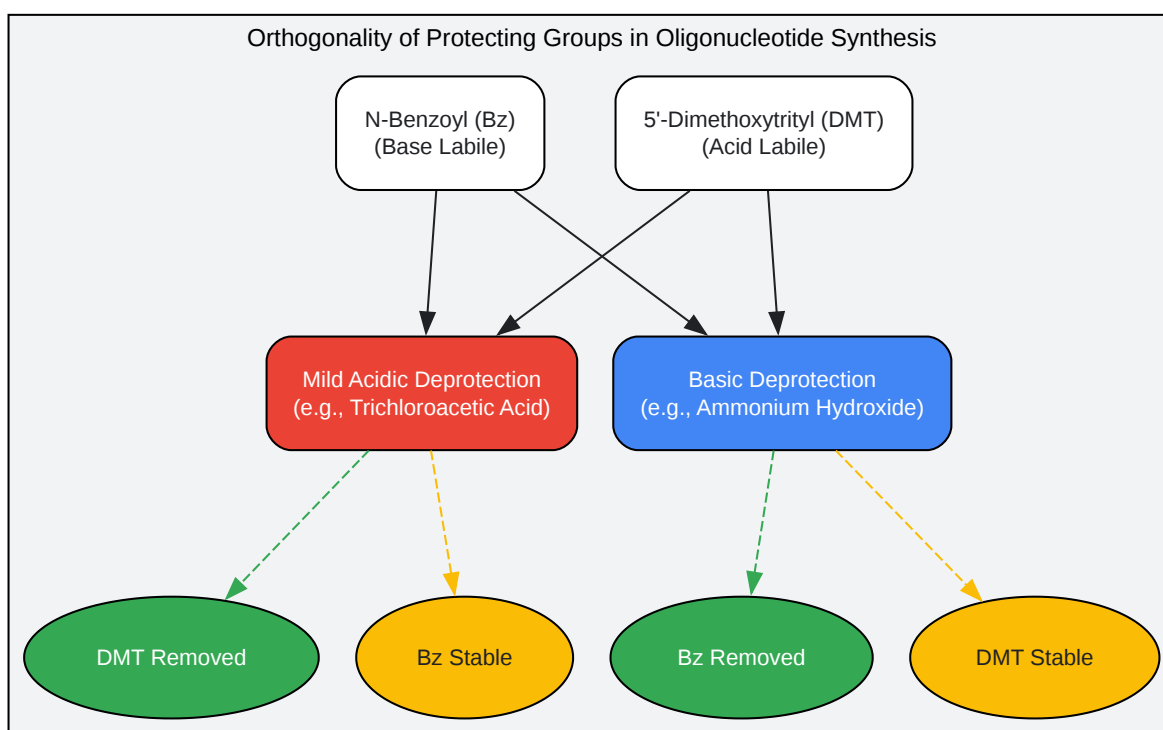 Orthogonality of Protecting Groups in Oligonucleotide Synthesis
N-Benzoyl (Bz)
(Base Labile)
5'-Dimethoxytrityl (DMT)
(Acid Labile)
Mild Acidic Deprotection
(e.g., Trichloroacetic Acid)
Basic Deprotection
(e.g., Ammonium Hydroxide)
DMT Removed
Bz Stable
Bz Removed
DMT Stable